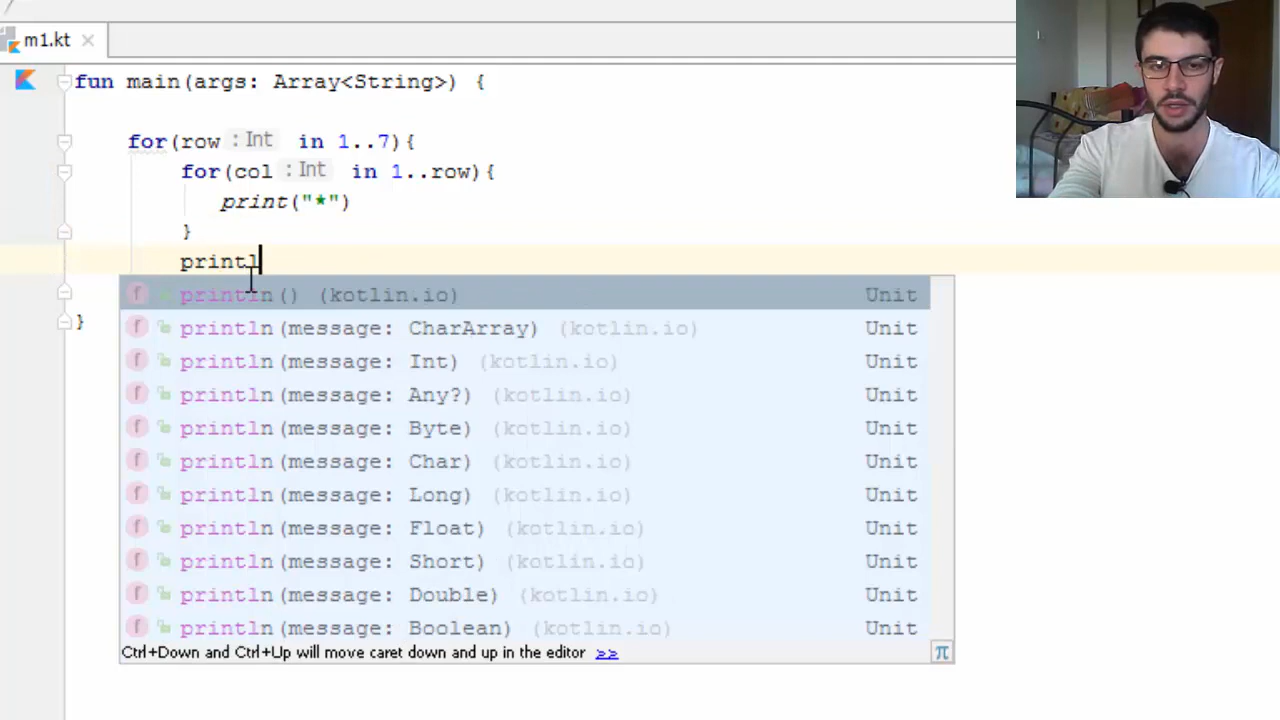 m1.kt
fun main(args: Array<String>) {
for(row :Int in 1..7){
for(col :Int in 1..row){
print("*")
}
printl
println() (kotlin.io) Unit
println(message: CharArray) (kotlin.io) Unit
println(message: Int) (kotlin.io) Unit
println(message: Any?) (kotlin.io) Unit
println(message: Byte) (kotlin.io) Unit
println(message: Char) (kotlin.io) Unit
println(message: Long) (kotlin.io) Unit
println(message: Float) (kotlin.io) Unit
println(message: Short) (kotlin.io) Unit
println(message: Double) (kotlin.io) Unit
println(message: Boolean) (kotlin.io) Unit
Ctrl+Down and Ctrl+Up will move caret down and up in the editor >> π
}